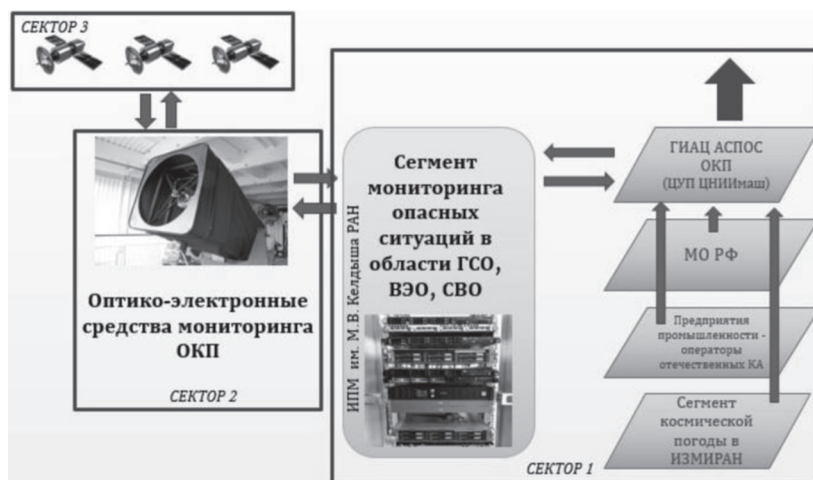 СЕКТОР 3
Оптико-электронные
средства мониторинга
ОКП
СЕКТОР 2
ИПМ им. М.В. Келдыша РАН
Сегмент
мониторинга
опасных
ситуаций в
области ГСО,
ВЭО, СВО
ГИАЦ АСПОС
ОКП
(ЦУП ЦНИИмаш)
МО РФ
Предприятия
промышленности -
операторы
отечественных КА
Сегмент
космической
погоды в
ИЗМИРАН
СЕКТОР 1